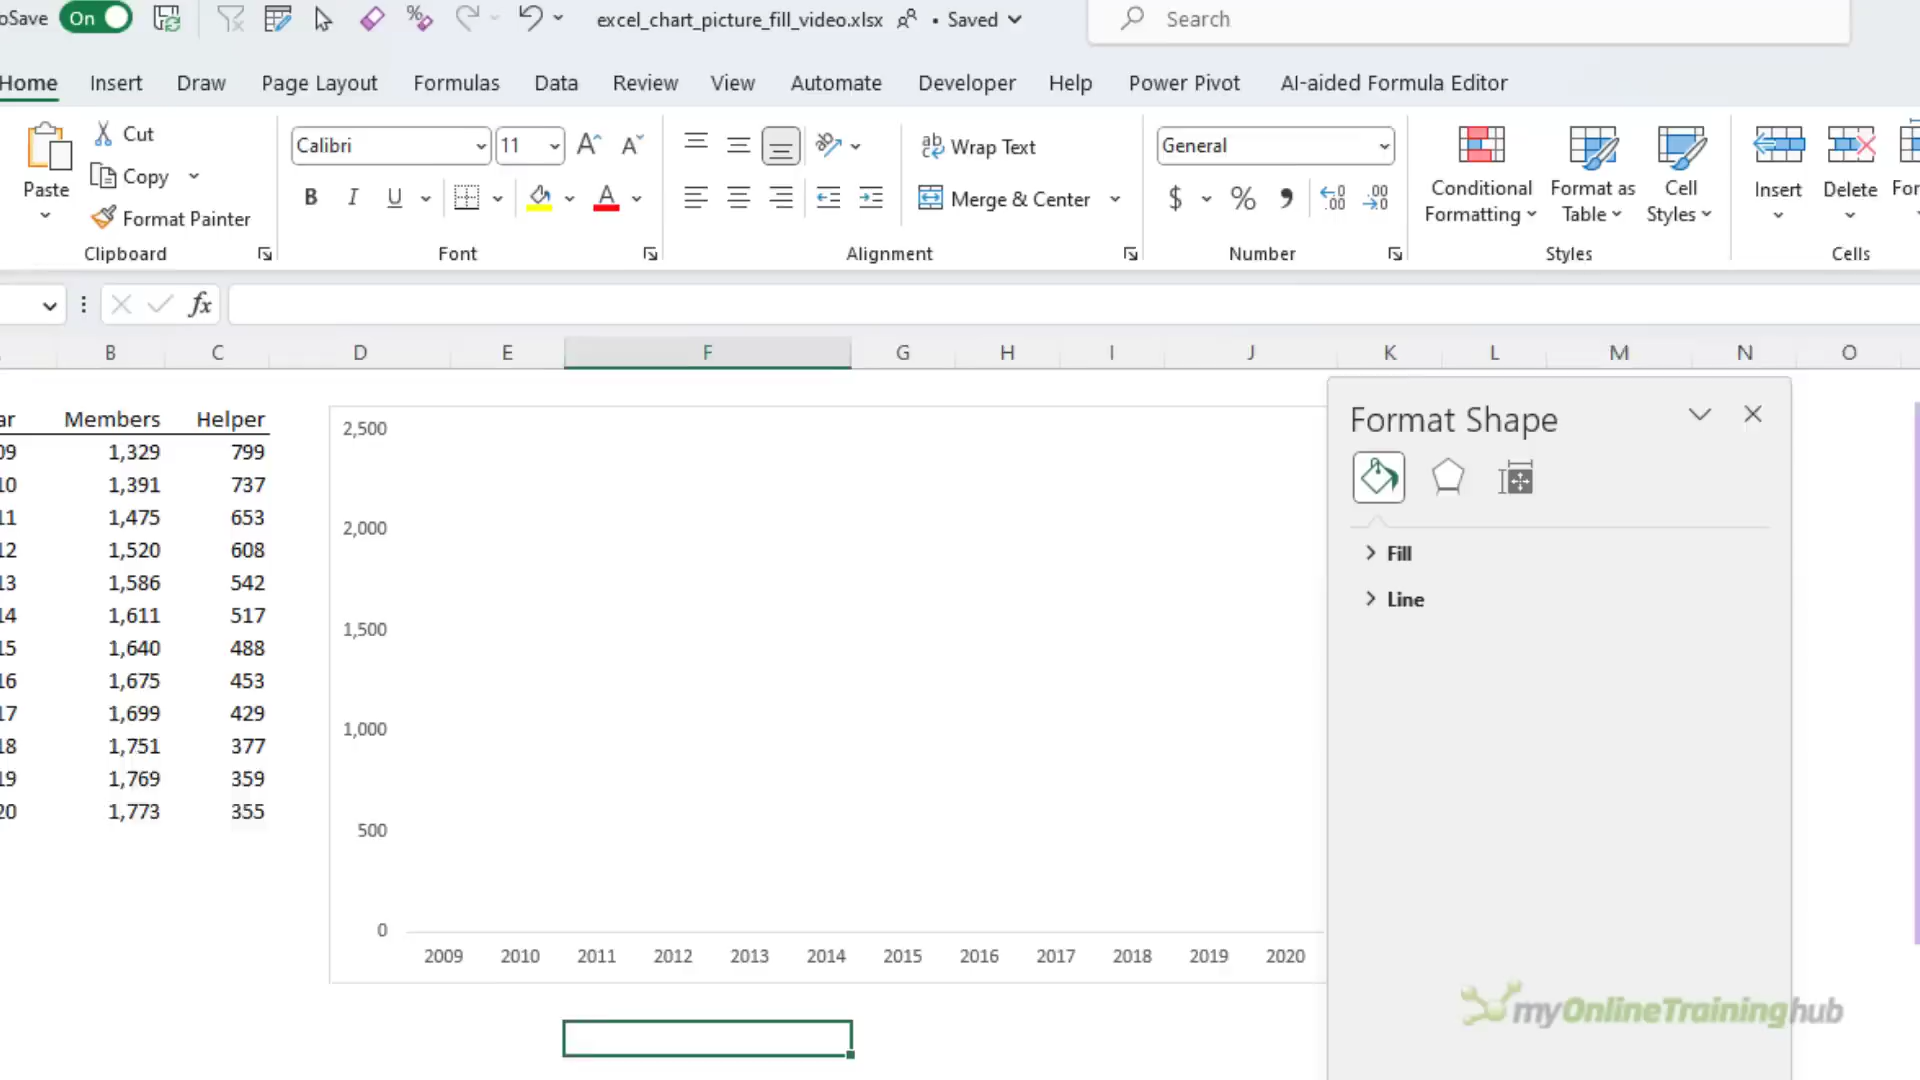 oSave On excel_chart_picture_fill_video.xlsx • Saved Search
Home Insert Draw Page Layout Formulas Data Review View Automate Developer Help Power Pivot AI-aided Formula Editor
Paste Cut Copy Format Painter
Clipboard
Calibri 11
B I U A
Font
Wrap Text
Merge & Center
Alignment
General
$ % 9 .00 .00
Number
Conditional Formatting Format as Table Cell Styles
Styles
Insert Delete For
Cells
fx
B C D E F G H I J K L M N O
ar Members Helper
09 1,329 799
10 1,391 737
11 1,475 653
12 1,520 608
13 1,586 542
14 1,611 517
15 1,640 488
16 1,675 453
17 1,699 429
18 1,751 377
19 1,769 359
20 1,773 355
2,500
2,000
1,500
1,000
500
0
2009 2010 2011 2012 2013 2014 2015 2016 2017 2018 2019 2020
Format Shape
Fill
Line
myOnlineTraininghub